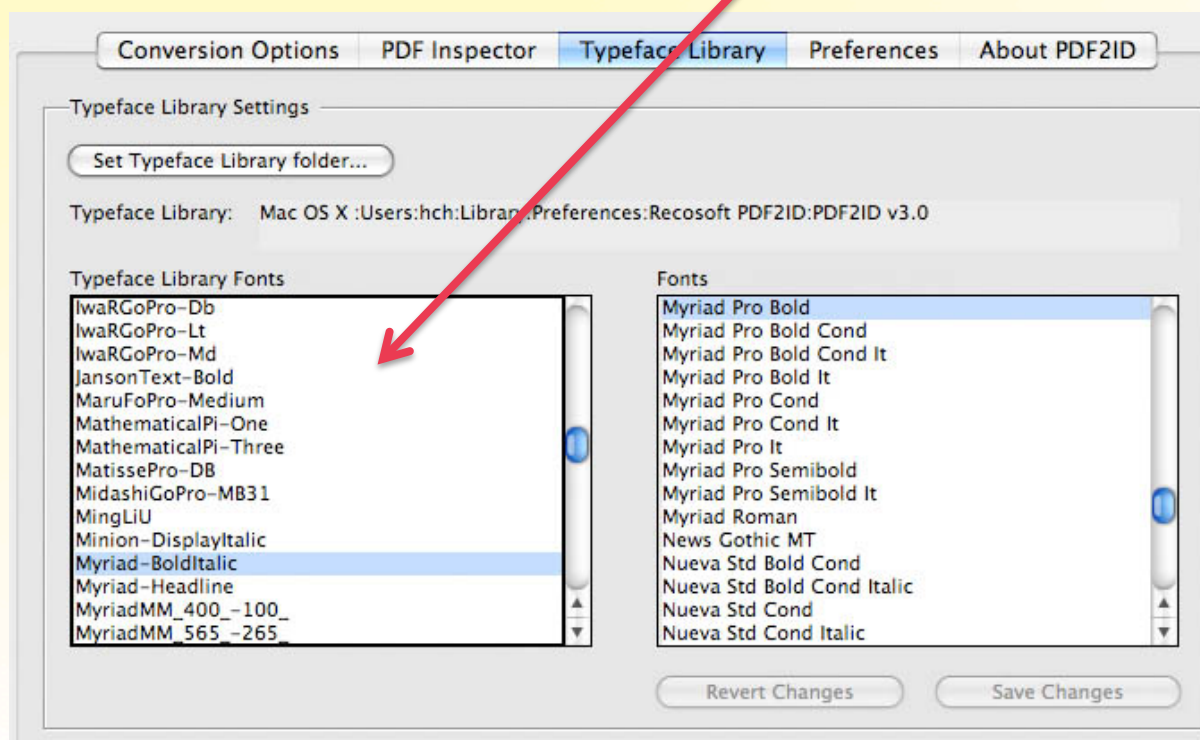 Conversion Options PDF Inspector Typeface Library Preferences About PDF2ID
Typeface Library Settings
Set Typeface Library folder...
Typeface Library: Mac OS X :Users:hch:Library:Preferences:Recosoft PDF2ID:PDF2ID v3.0
Typeface Library Fonts
IwaRGoPro-Db
IwaRGoPro-Lt
IwaRGoPro-Md
JansonText-Bold
MaruFoPro-Medium
MathematicalPi-One
MathematicalPi-Three
MatissePro-DB
MidashiGoPro-MB31
MingLiU
Minion-DisplayItalic
Myriad-BoldItalic
Myriad-Headline
MyriadMM_400_-100_
MyriadMM_565_-265_
Fonts
Myriad Pro Bold
Myriad Pro Bold Cond
Myriad Pro Bold Cond It
Myriad Pro Bold It
Myriad Pro Cond
Myriad Pro Cond It
Myriad Pro It
Myriad Pro Semibold
Myriad Pro Semibold It
Myriad Roman
News Gothic MT
Nueva Std Bold Cond
Nueva Std Bold Cond Italic
Nueva Std Cond
Nueva Std Cond Italic
Revert Changes Save Changes